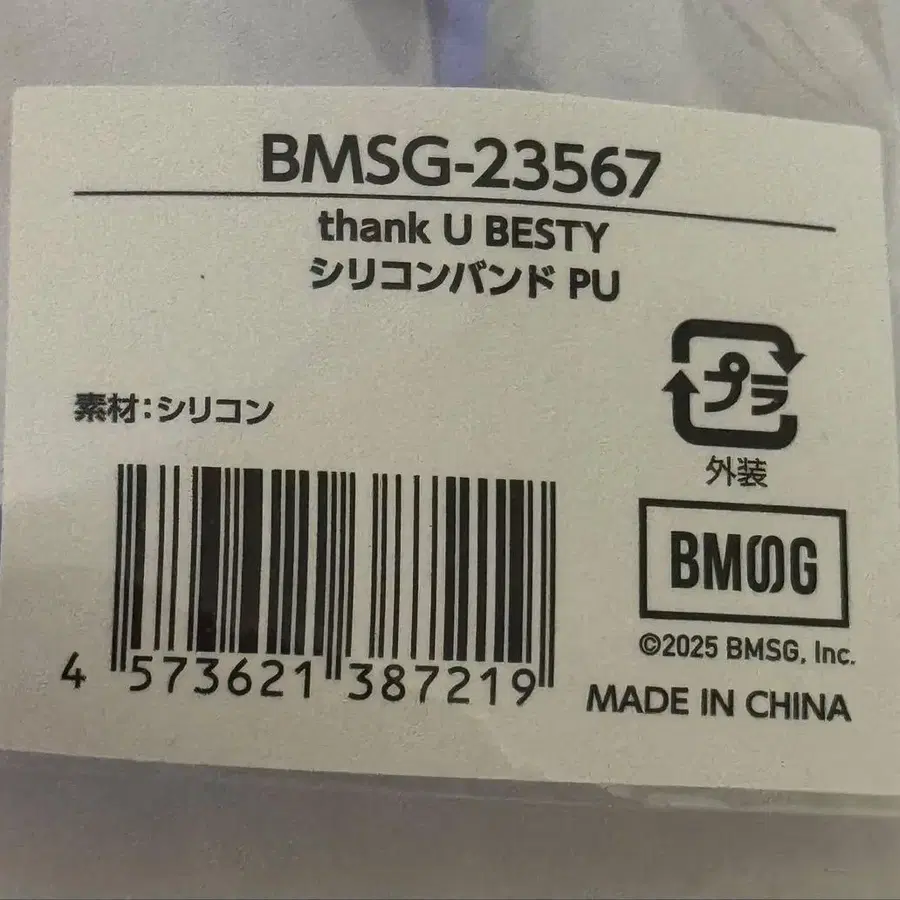 BMSG-23567
thank U BESTY
シリコンバンド PU
素材：シリコン
プラ
外装
BMSG
©2025 BMSG, Inc.
MADE IN CHINA
4 573621 387219